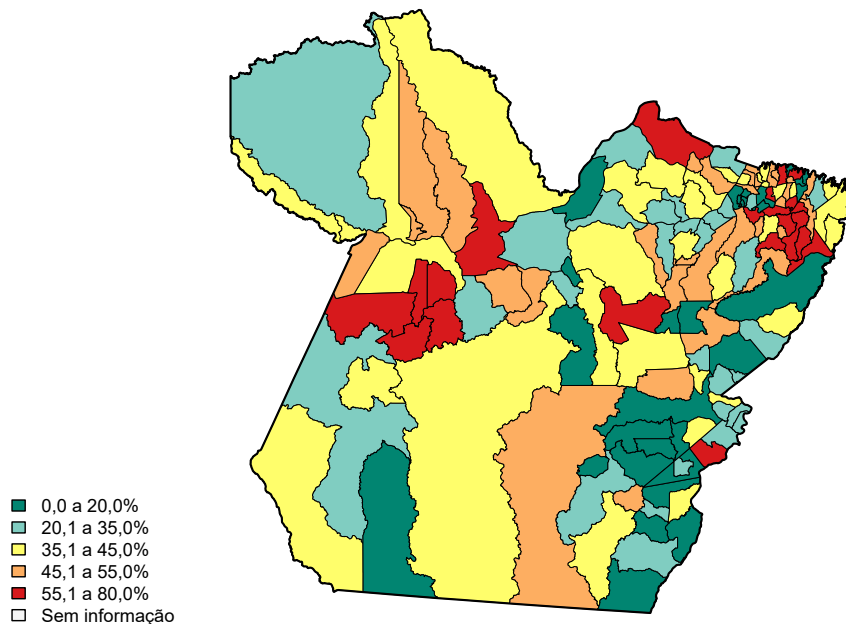 0,0 a 20,0%
20,1 a 35,0%
35,1 a 45,0%
45,1 a 55,0%
55,1 a 80,0%
Sem informação